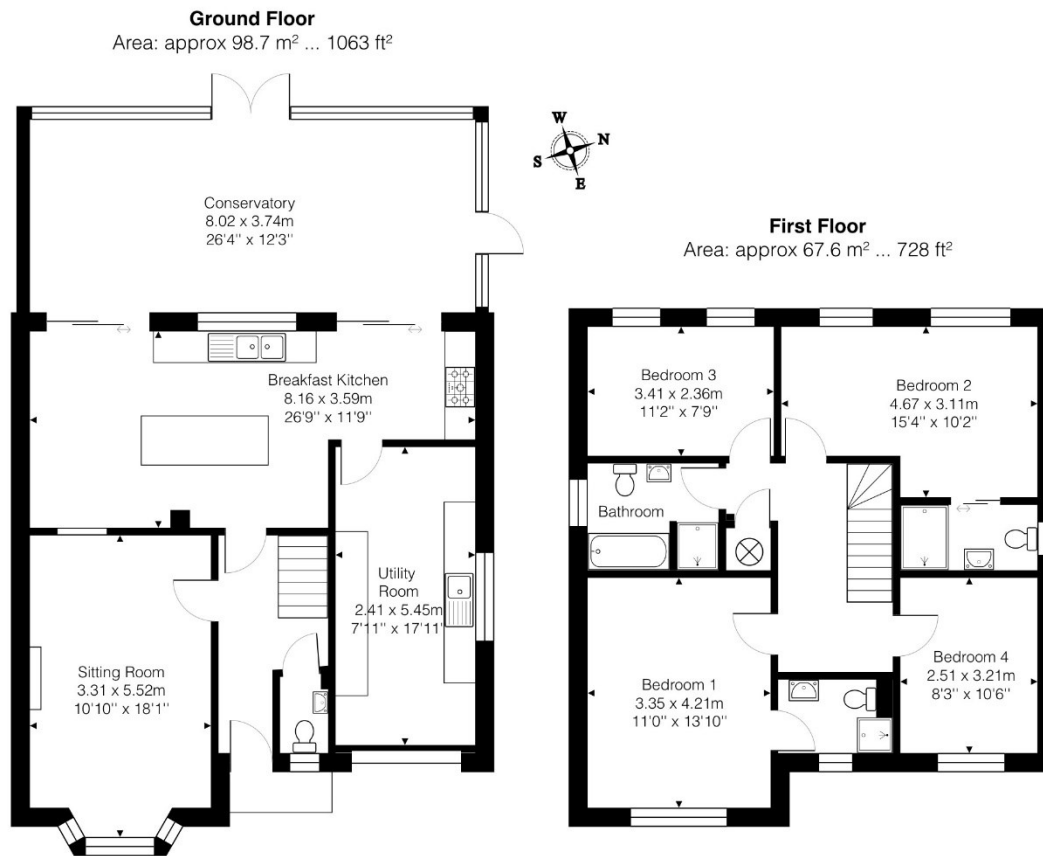 Ground Floor
Area: approx 98.7 m² ... 1063 ft²
W
N
S
E
Conservatory
8.02 x 3.74m
26'4'' x 12'3''
First Floor
Area: approx 67.6 m² ... 728 ft²
Breakfast Kitchen
8.16 x 3.59m
26'9'' x 11'9''
Bedroom 3
3.41 x 2.36m
11'2'' x 7'9''
Bedroom 2
4.67 x 3.11m
15'4'' x 10'2''
Bathroom
Utility
Room
2.41 x 5.45m
7'11'' x 17'11''
Sitting Room
3.31 x 5.52m
10'10'' x 18'1''
Bedroom 1
3.35 x 4.21m
11'0'' x 13'10''
Bedroom 4
2.51 x 3.21m
8'3'' x 10'6''